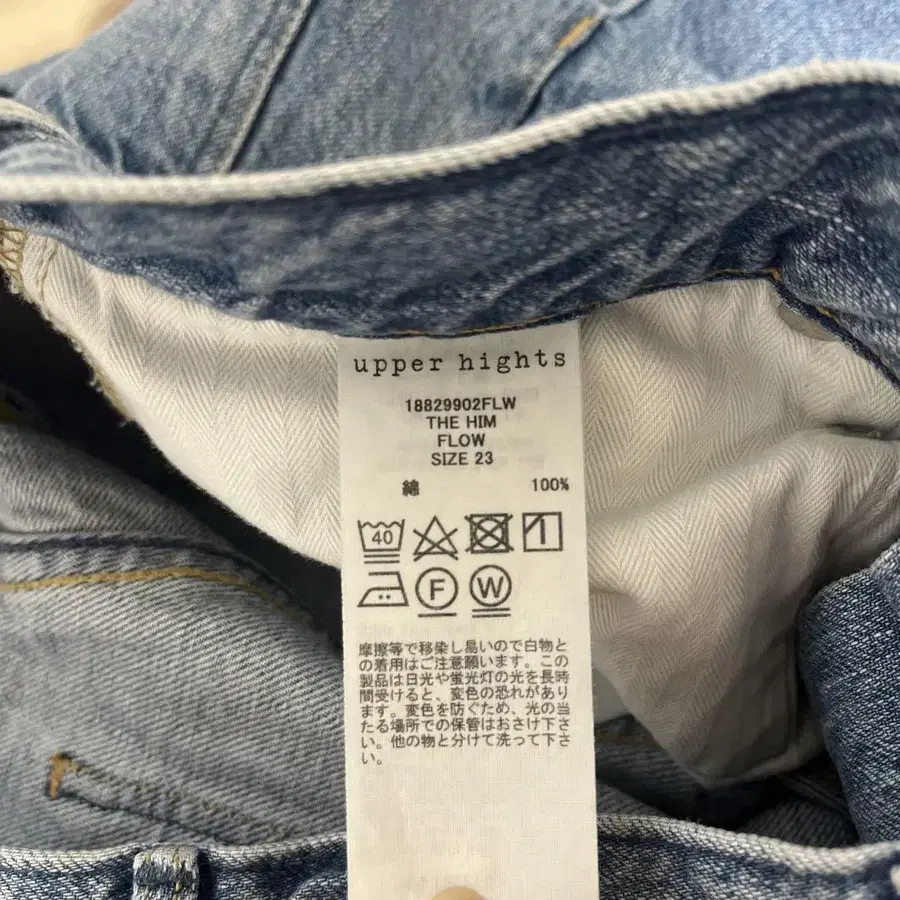 upper hights
18829902FLW
THE HIM
FLOW
SIZE 23
綿 100%
40
F W
摩擦等で移染し易いので白物と
の着用はご注意願います。この
製品は日光や蛍光灯の光を長時
間受けると、変色の恐れがあり
ます。変色を防ぐため、光の当
たる場所での保管はおさけ下さ
い。他の物と分けて洗って下さ
い。